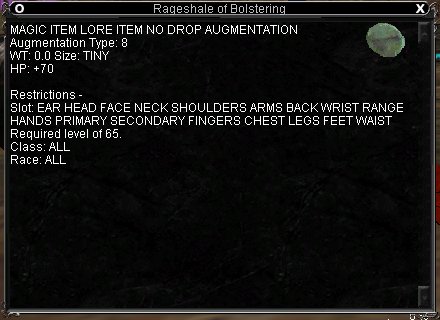 Rageshale of Bolstering
MAGIC ITEM LORE ITEM NO DROP AUGMENTATION
Augmentation Type: 8
WT: 0.0 Size: TINY
HP: +70
Restrictions -
Slot: EAR HEAD FACE NECK SHOULDERS ARMS BACK WRIST RANGE
HANDS PRIMARY SECONDARY FINGERS CHEST LEGS FEET WAIST
Required level of 65.
Class: ALL
Race: ALL